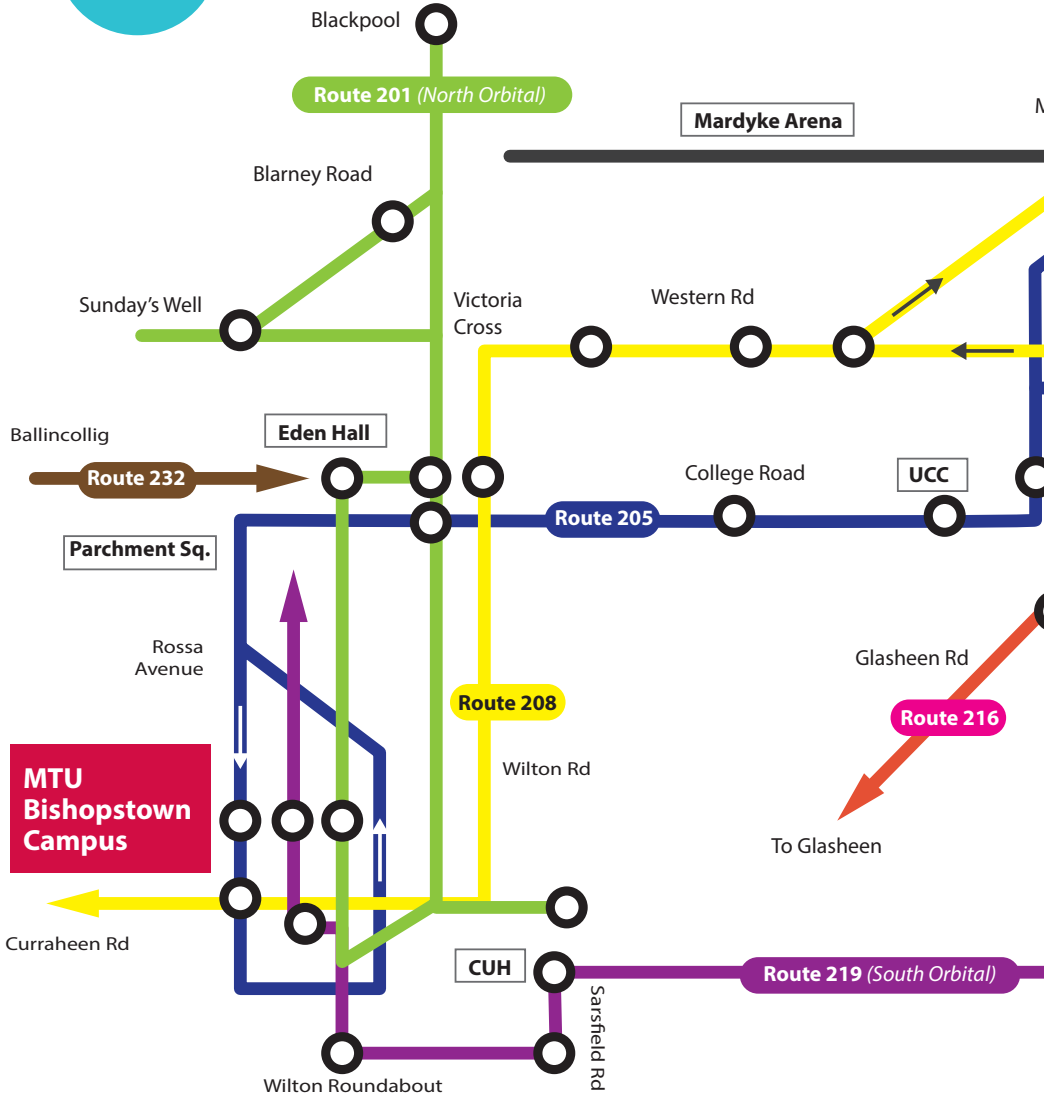 Blackpool
Route 201 (North Orbital)
Mardyke Arena
M
Blarney Road
Sunday’s Well
Victoria
Cross
Western Rd
Ballincollig
Route 232
Eden Hall
College Road
UCC
Route 205
Parchment Sq.
Rossa
Avenue
Glasheen Rd
Route 216
Route 208
Wilton Rd
MTU
Bishopstown
Campus
To Glasheen
Curraheen Rd
CUH
Route 219 (South Orbital)
Sarsfield Rd
Wilton Roundabout